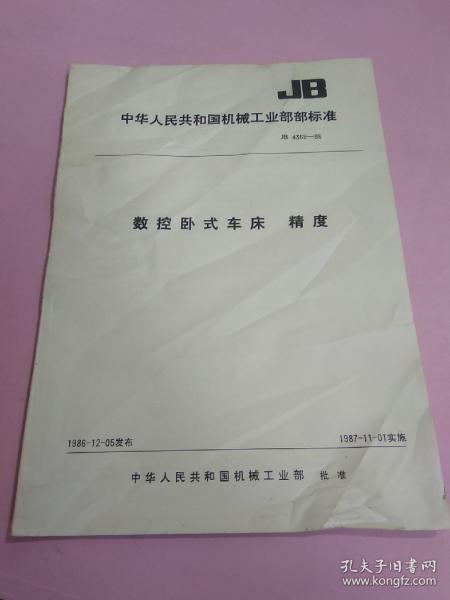 JB
中华人民共和国机械工业部部标准
JB 4369—86
数控卧式车床 精度
1986-12-05发布
1987-11-01实施
中华人民共和国机械工业部 批准
孔夫子旧书网
www.kongfz.com